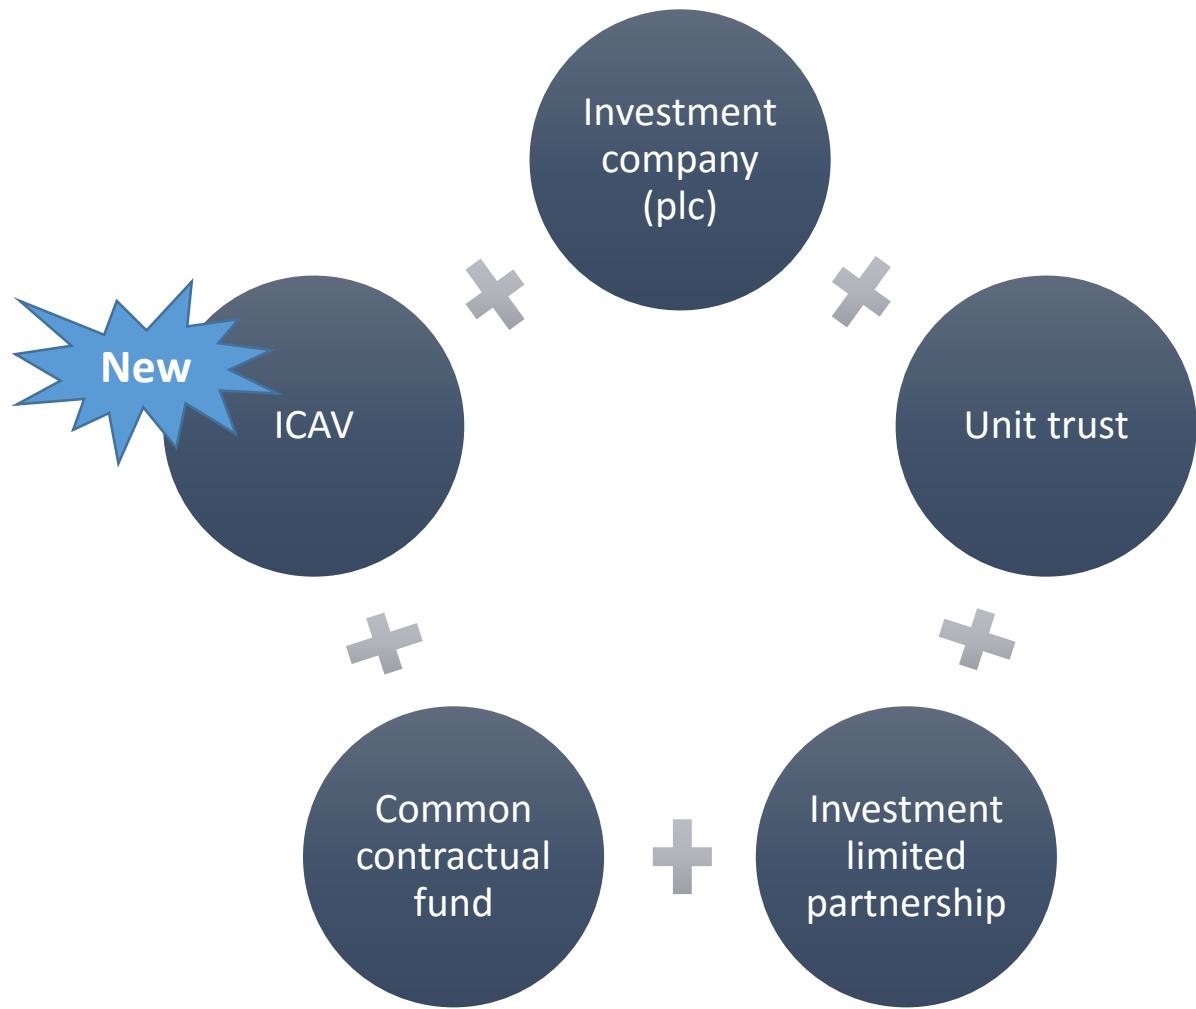 Investment
company
(plc)
New
ICAV
Unit trust
Common
contractual
fund
Investment
limited
partnership